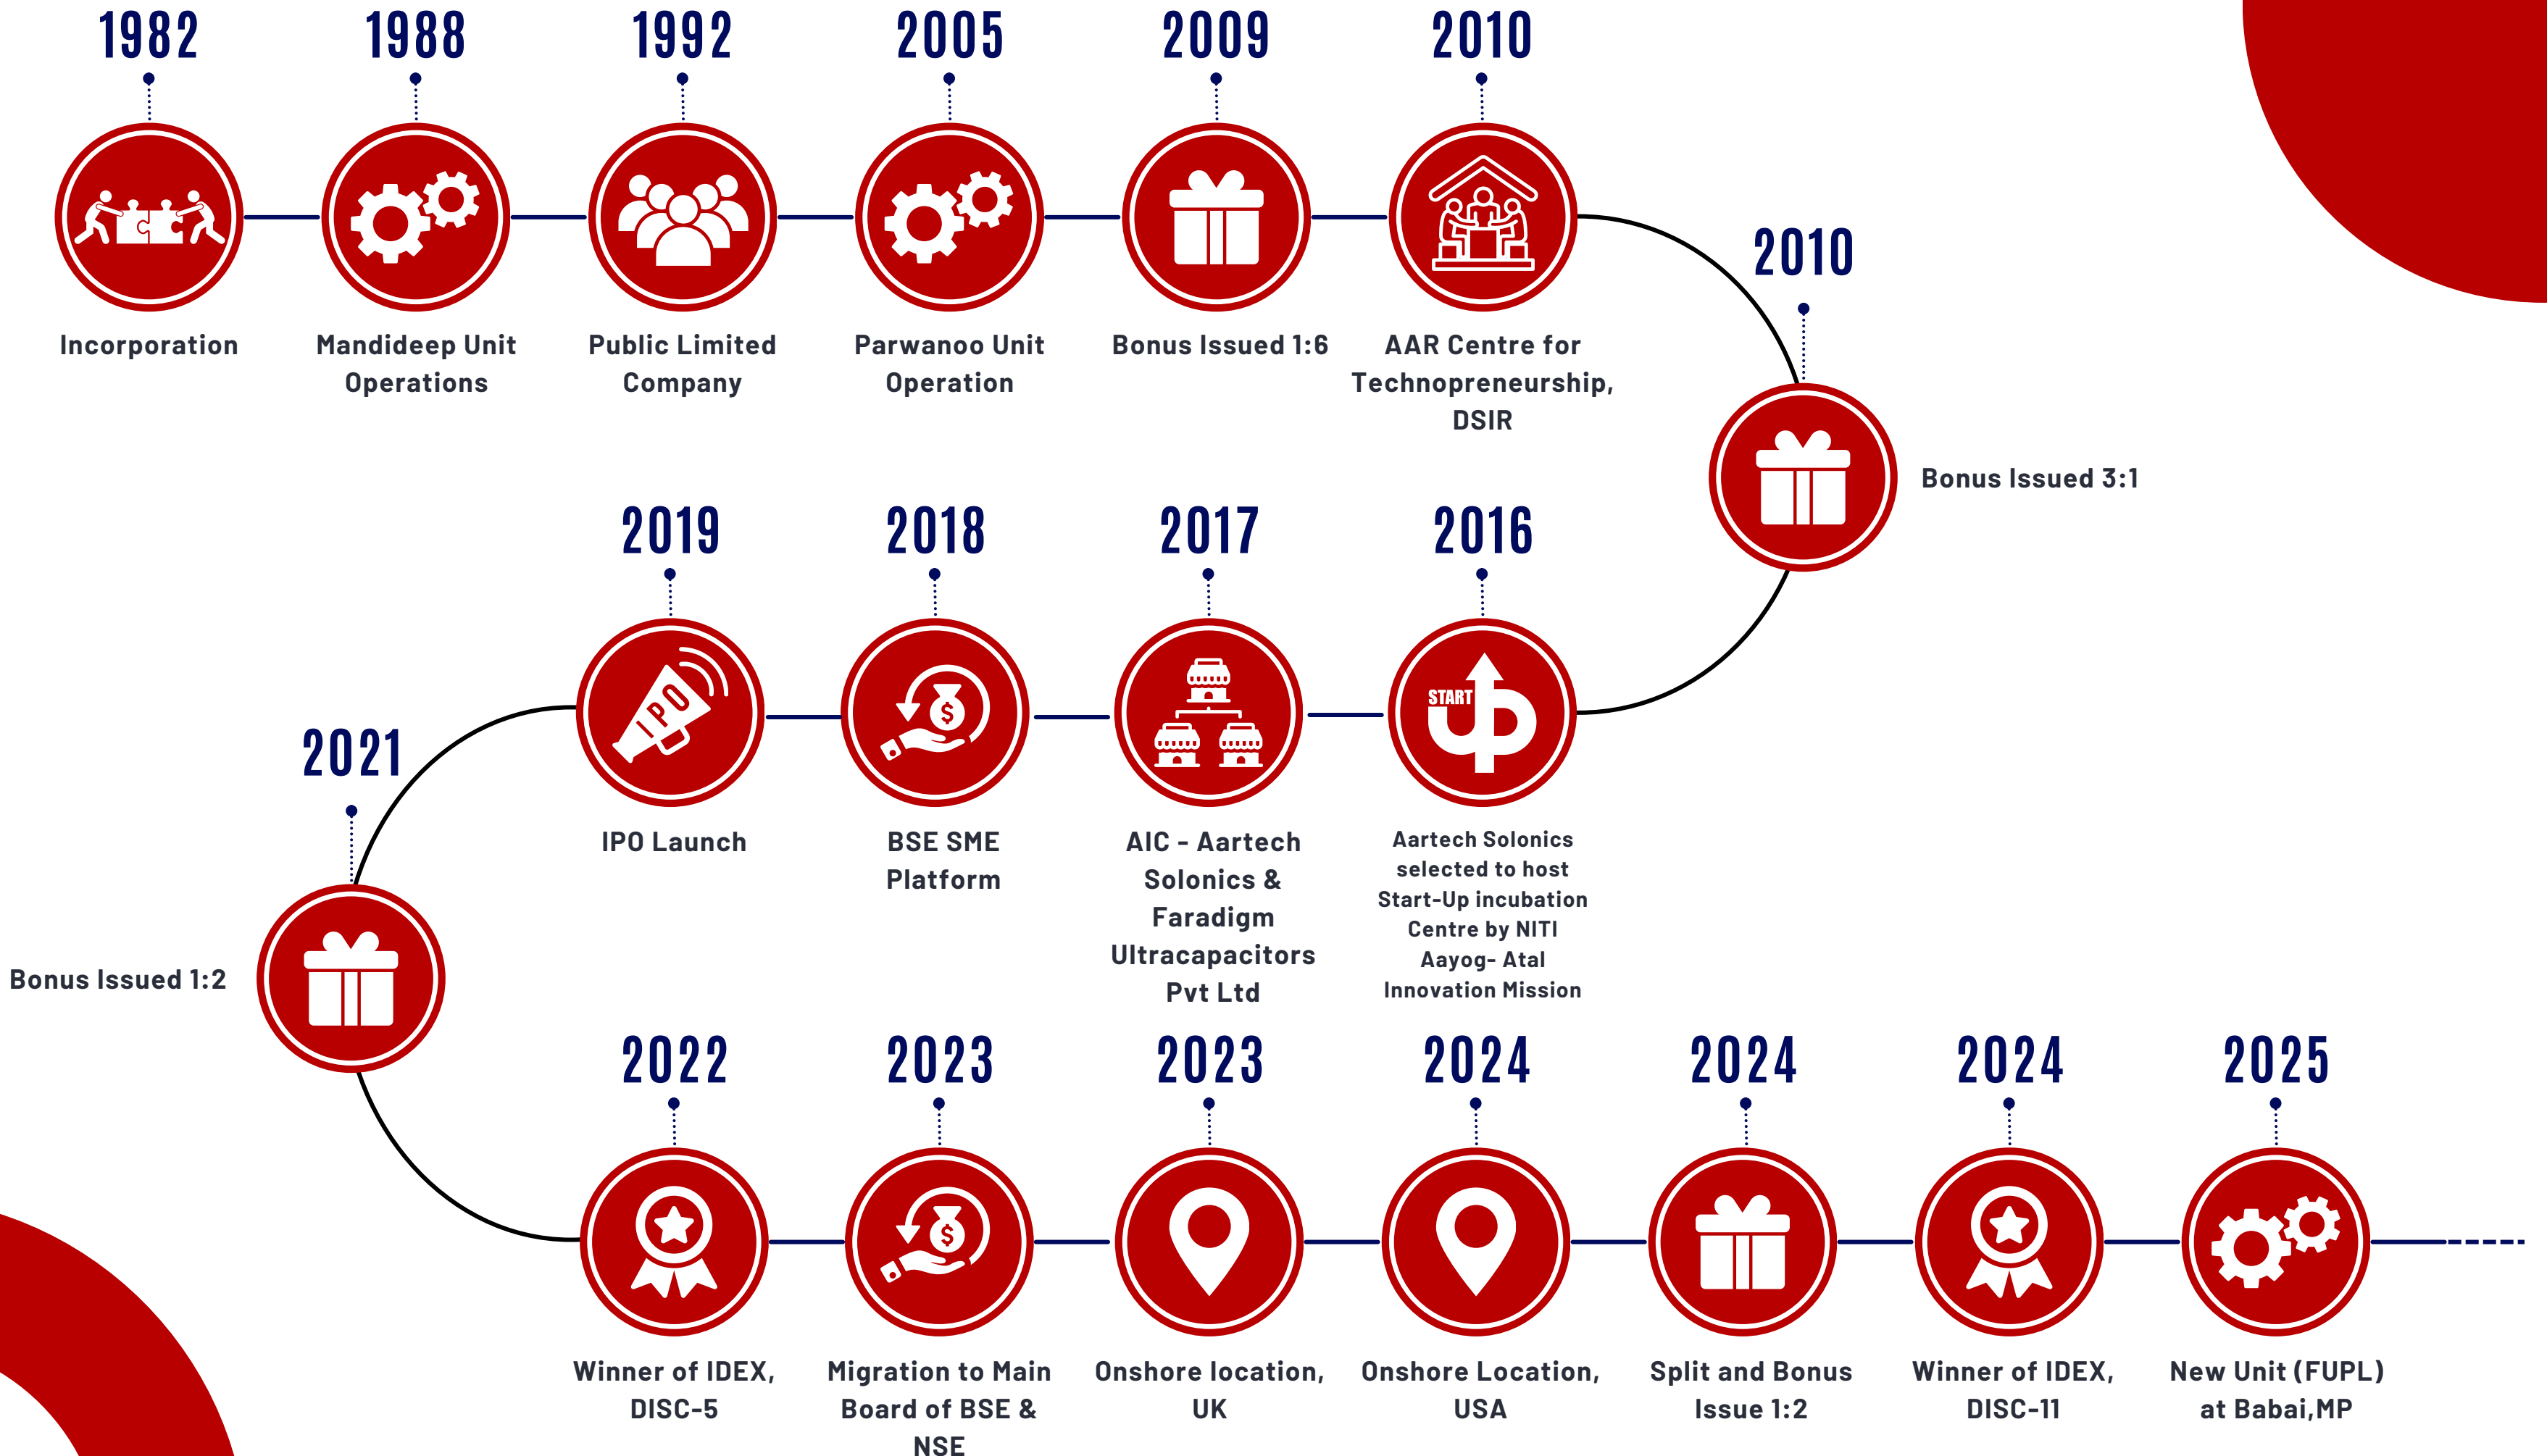 1982
Incorporation
1988
Mandideep Unit
Operations
1992
Public Limited
Company
2005
Parwanoo Unit
Operation
2009
Bonus Issued 1:6
2010
AAR Centre for
Technopreneurship,
DSIR
2010
Bonus Issued 3:1
2016
START
UP
Aartech Solonics
selected to host
Start-Up incubation
Centre by NITI
Aayog- Atal
Innovation Mission
2017
AIC - Aartech
Solonics &
Faradigm
Ultracapacitors
Pvt Ltd
2018
$
BSE SME
Platform
2019
IPO
IPO Launch
2021
Bonus Issued 1:2
2022
Winner of IDEX,
DISC-5
2023
$
Migration to Main
Board of BSE &
NSE
2023
Onshore location,
UK
2024
Onshore Location,
USA
2024
Split and Bonus
Issue 1:2
2024
Winner of IDEX,
DISC-11
2025
New Unit (FUPL)
at Babai,MP